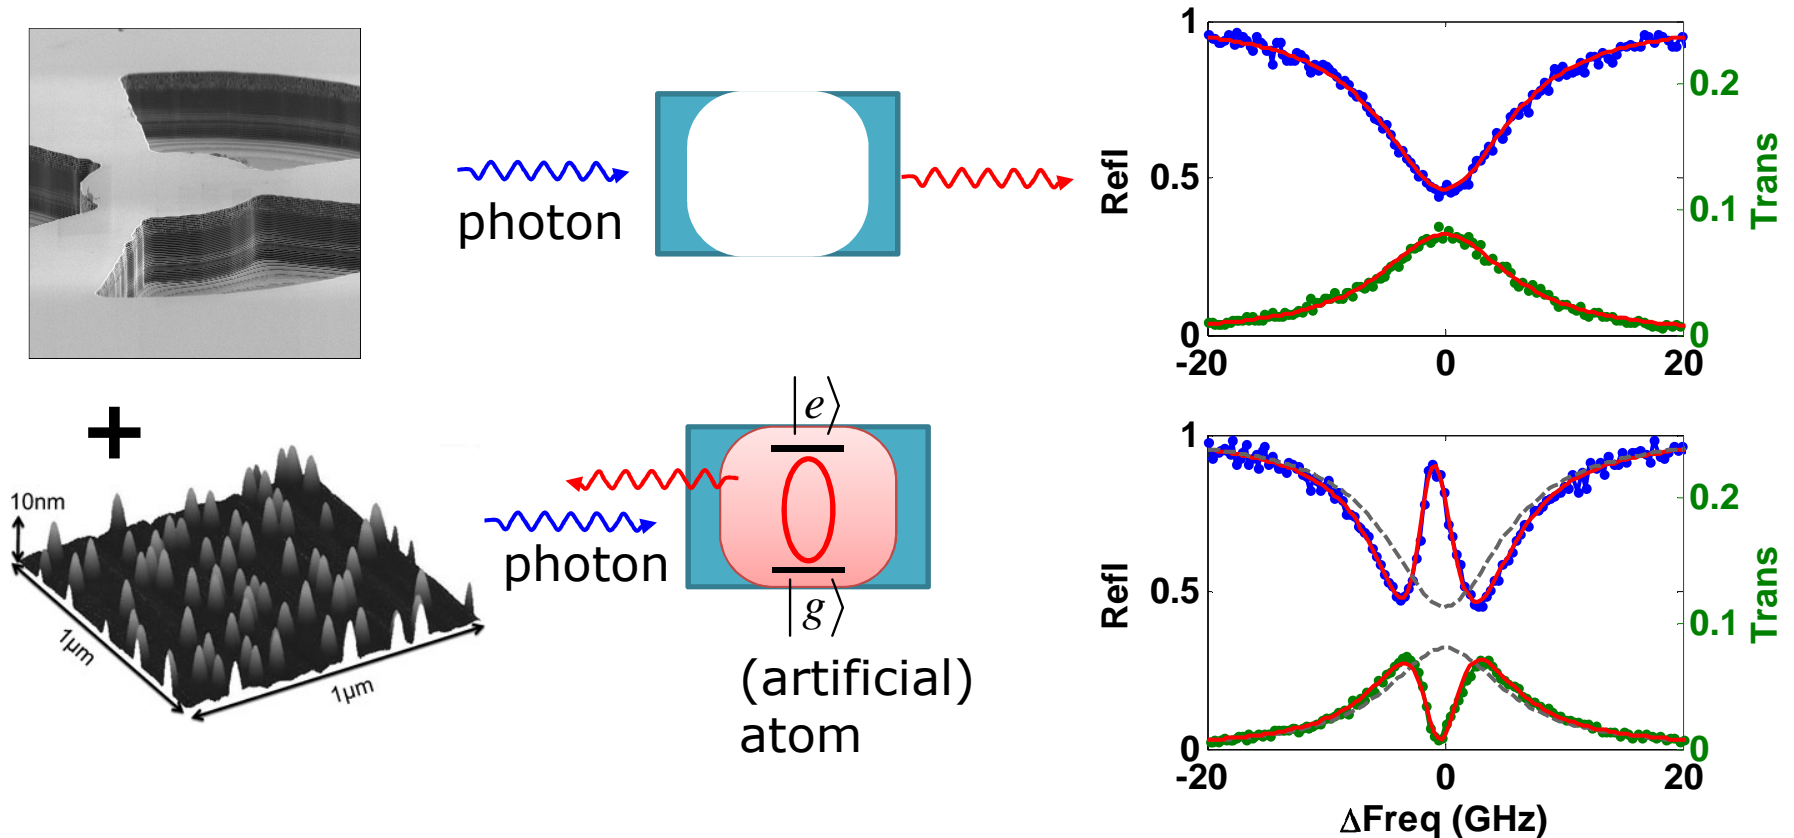 photon
1
0.5
0
Refl
0.2
0.1
0
Trans
-20
0
20
10nm
1μm
1μm
|e⟩
photon
|g⟩
(artificial)
atom
1
0.5
0
Refl
0.2
0.1
0
Trans
-20
0
20
ΔFreq (GHz)